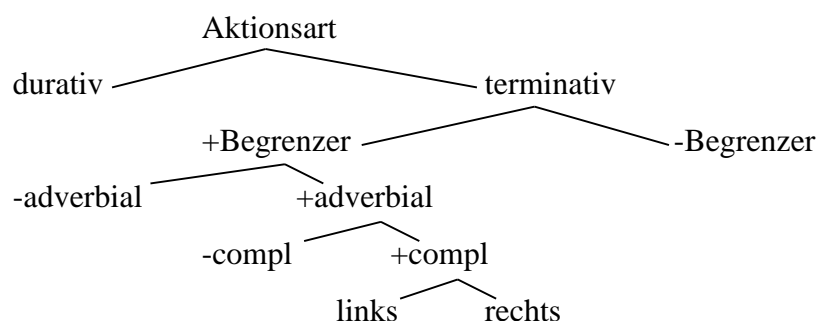 Aktionsart
durativ terminativ
+Begrenzer -Begrenzer
-adverbial +adverbial
-compl +compl
links rechts